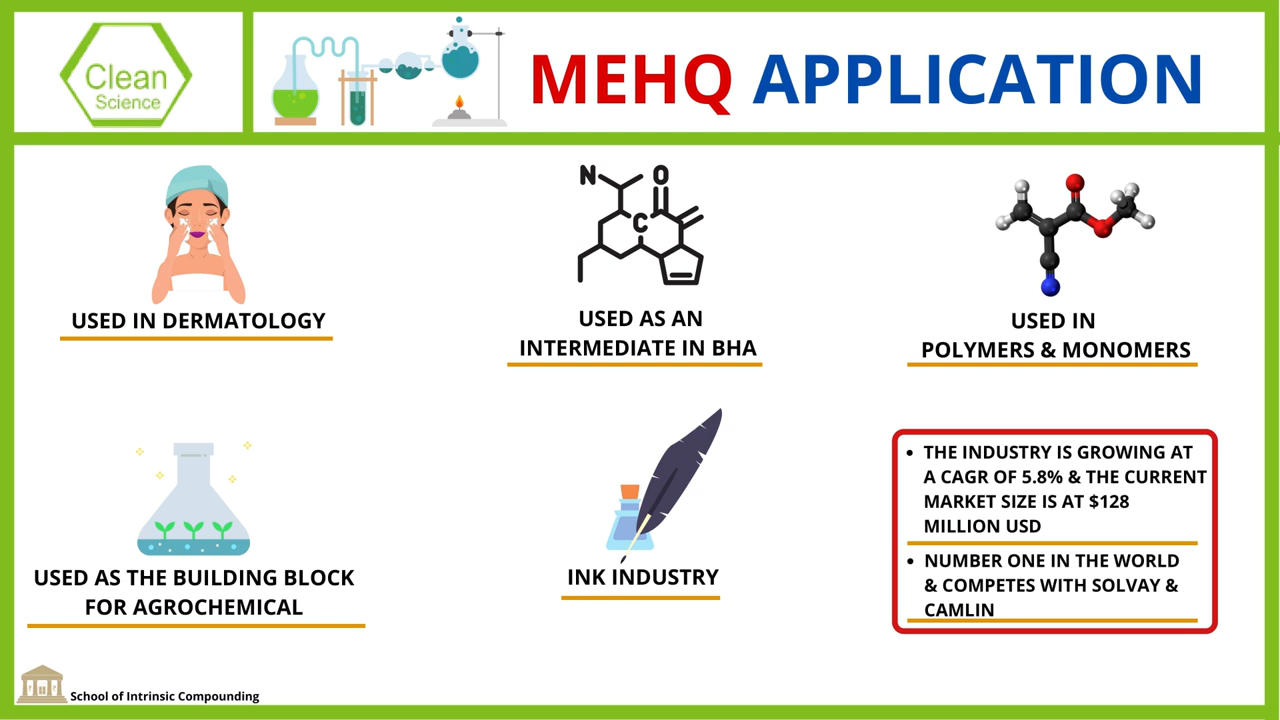 Clean
Science
MEHQ APPLICATION
N
O
C
USED IN DERMATOLOGY
USED AS AN
INTERMEDIATE IN BHA
USED IN
POLYMERS & MONOMERS
USED AS THE BUILDING BLOCK
FOR AGROCHEMICAL
INK INDUSTRY
• THE INDUSTRY IS GROWING AT
A CAGR OF 5.8% & THE CURRENT
MARKET SIZE IS AT $128
MILLION USD
• NUMBER ONE IN THE WORLD
& COMPETES WITH SOLVAY &
CAMLIN
School of Intrinsic Compounding